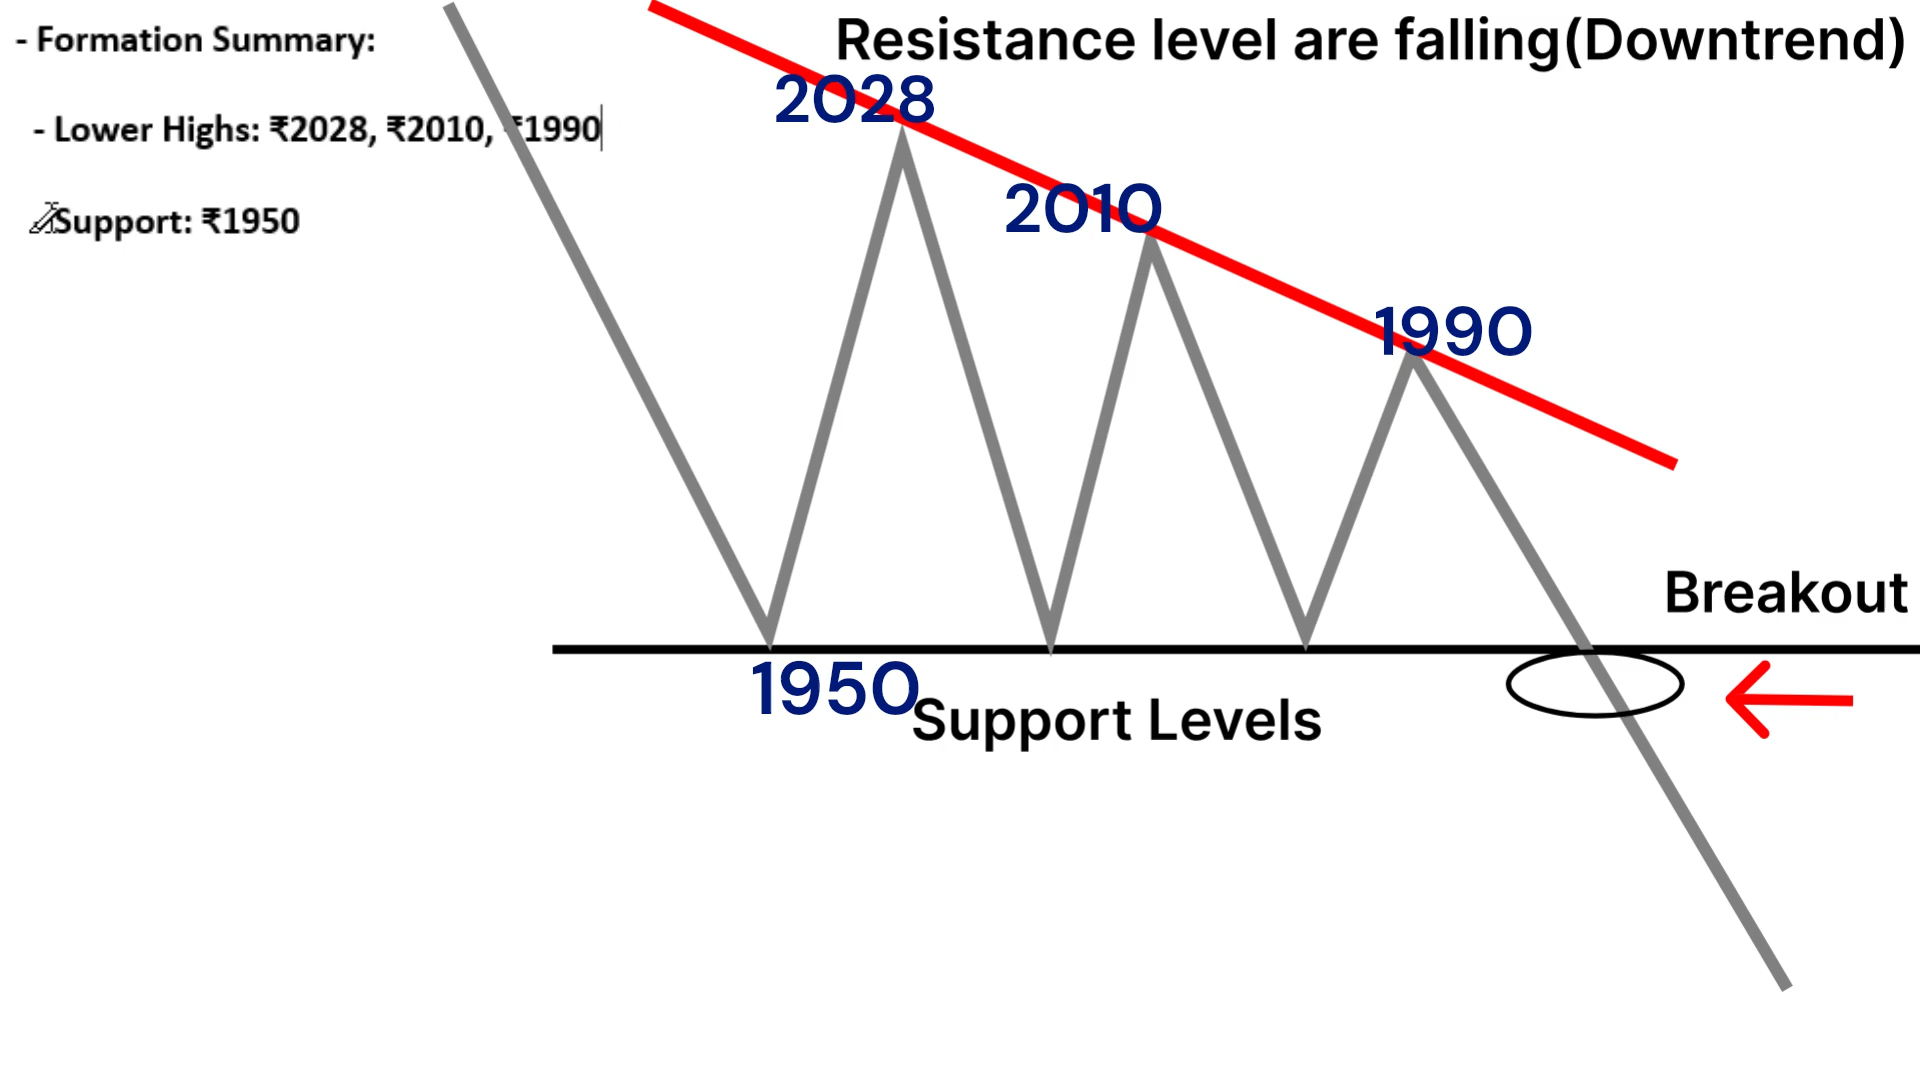 - Formation Summary:
Resistance level are falling(Downtrend)
2028
- Lower Highs: ₹2028, ₹2010, ₹1990
2010
Support: ₹1950
1990
Breakout
1950
Support Levels